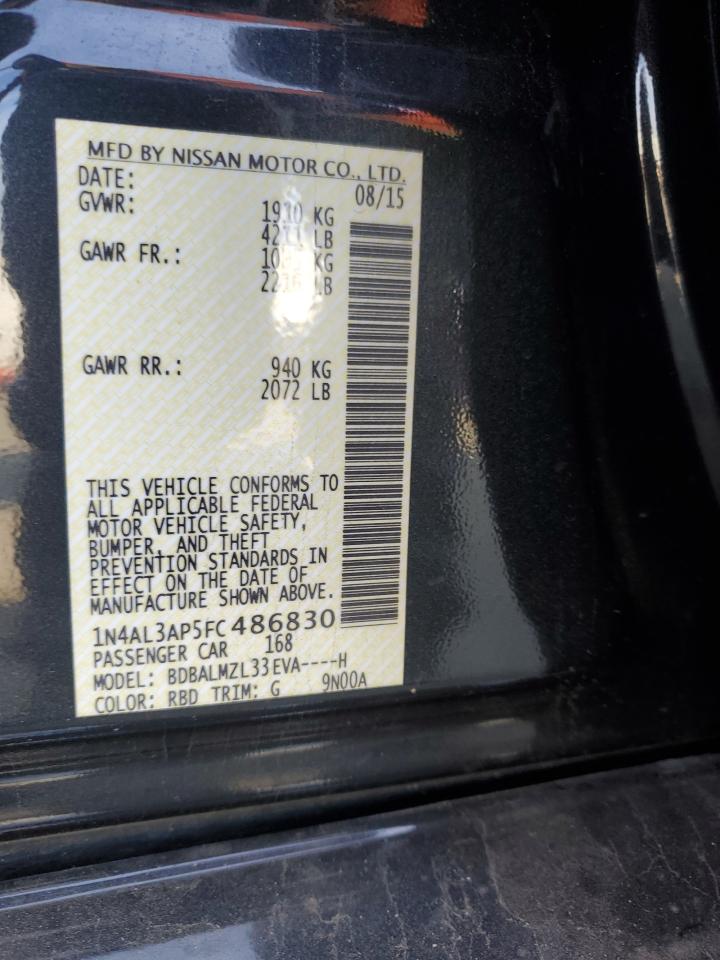 MFD BY NISSAN MOTOR CO., LTD.
DATE: 08/15
GVWR: KG
LB
GAWR FR.: KG
LB
GAWR RR.: 940 KG
2072 LB
THIS VEHICLE CONFORMS TO
ALL APPLICABLE FEDERAL
MOTOR VEHICLE SAFETY,
BUMPER, AND THEFT
PREVENTION STANDARDS IN
EFFECT ON THE DATE OF
MANUFACTURE SHOWN ABOVE.
1N4AL3AP5FC 486830
PASSENGER CAR 168
MODEL: BDBALMZL33EVA----H
COLOR: RBD TRIM: G 9N00A